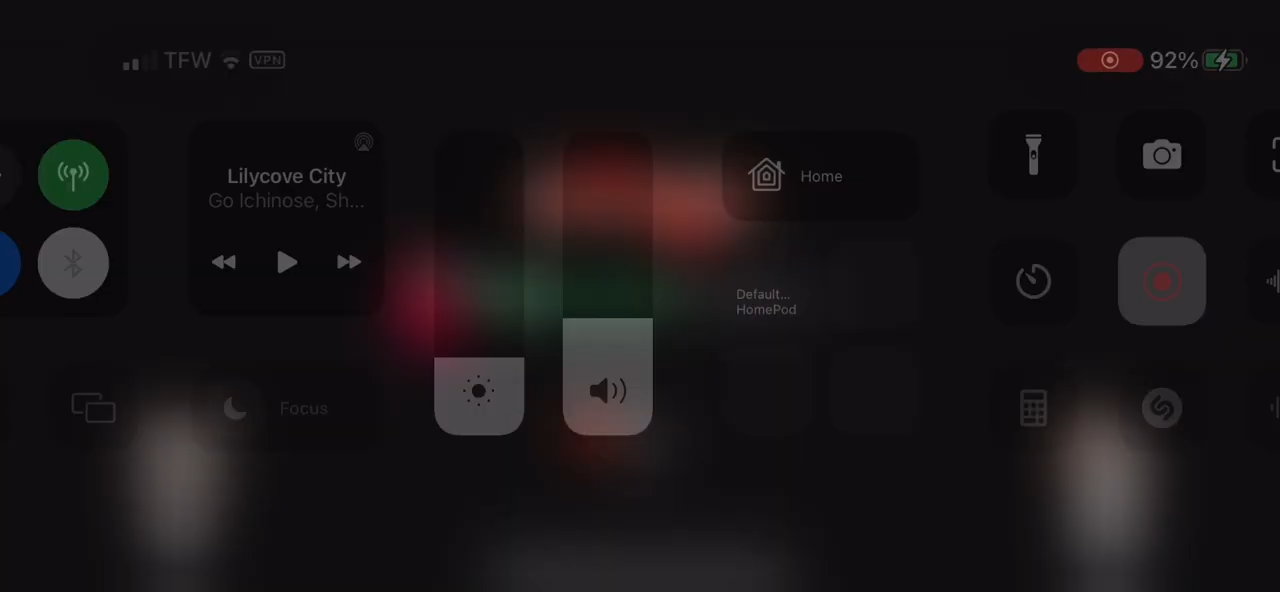 TFW VPN 92%
Lilycove City
Go Ichinose, Sh...
Home
Default...
HomePod
Focus